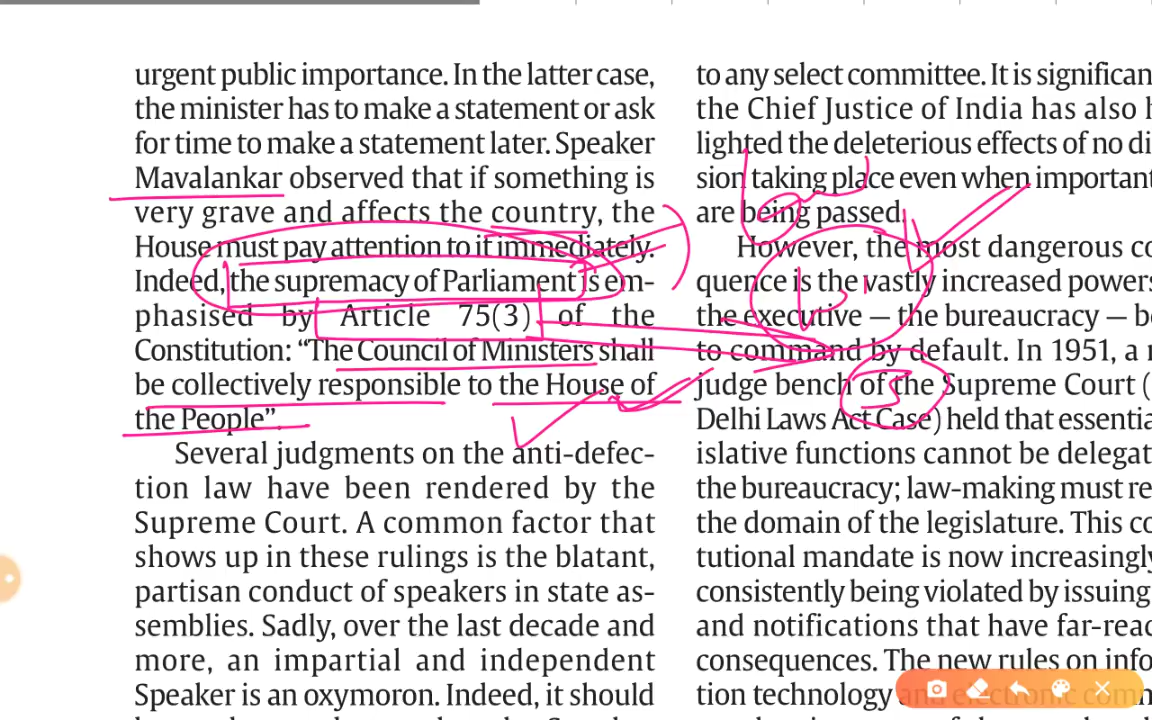 urgent public importance. In the latter case,
the minister has to make a statement or ask
for time to make a statement later. Speaker
Mavalankar observed that if something is
very grave and affects the country, the
House must pay attention to it immediately.
Indeed, the supremacy of Parliament is em-
phasised by Article 75(3) of the
Constitution: “The Council of Ministers shall
be collectively responsible to the House of
the People”.
Several judgments on the anti-defec-
tion law have been rendered by the
Supreme Court. A common factor that
shows up in these rulings is the blatant,
partisan conduct of speakers in state as-
semblies. Sadly, over the last decade and
more, an impartial and independent
Speaker is an oxymoron. Indeed, it should
to any select committee. It is significan
the Chief Justice of India has also h
lighted the deleterious effects of no di
sion taking place even when important
are being passed.
However, the most dangerous co
quence is the vastly increased powers
the executive — the bureaucracy — be
to command by default. In 1951, a
judge bench of the Supreme Court (
Delhi Laws Act Case) held that essentia
islative functions cannot be delegat
the bureaucracy; law-making must re
the domain of the legislature. This co
tutional mandate is now increasingly
consistently being violated by issuing
and notifications that have far-reac
consequences. The new rules on info
tion technology and electronic comm